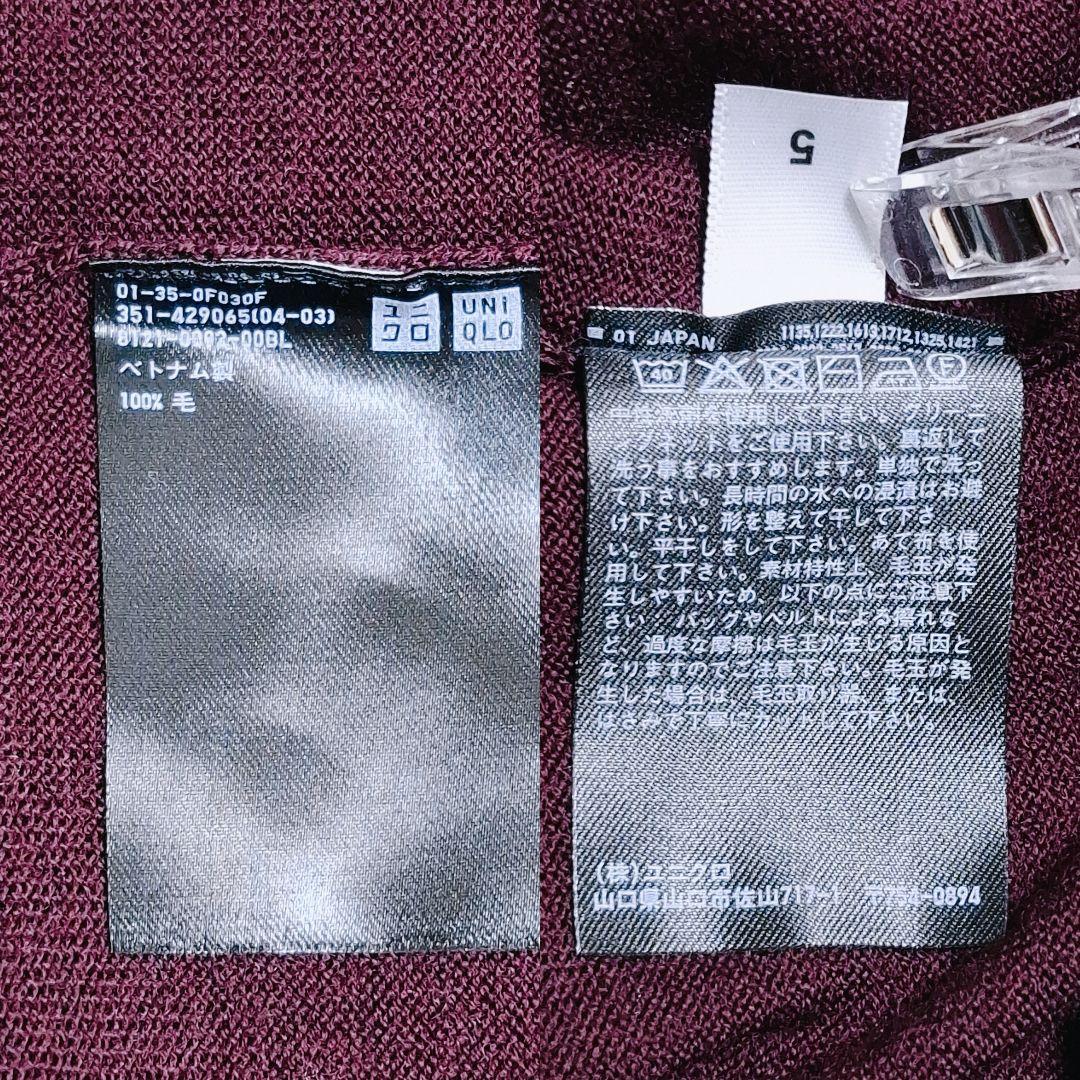 01-35-0F030F
351-429065(04-03)
ベトナム製
100% 毛
ユニ
クロ
UNI
QLO
5
01 JAPAN
40
中性洗剤を使用して下さい。クリーニ
ングネットをご使用下さい。裏返して
洗う事をおすすめします。単独で洗っ
て下さい。長時間の水への浸漬はお避
け下さい。形を整えて干して下さ
い。平干しをして下さい。あて布を使
用して下さい。素材特性上、毛玉が発
生しやすいため、以下の点にご注意下
さい。バッグやベルトによる擦れな
ど、過度な摩擦は毛玉が生じる原因と
なりますのでご注意下さい。毛玉が発
生した場合は、毛玉取り器、または
はさみで丁寧にカットして下さい。
(株)ユニクロ
山口県山口市佐山717-1 〒754-0894